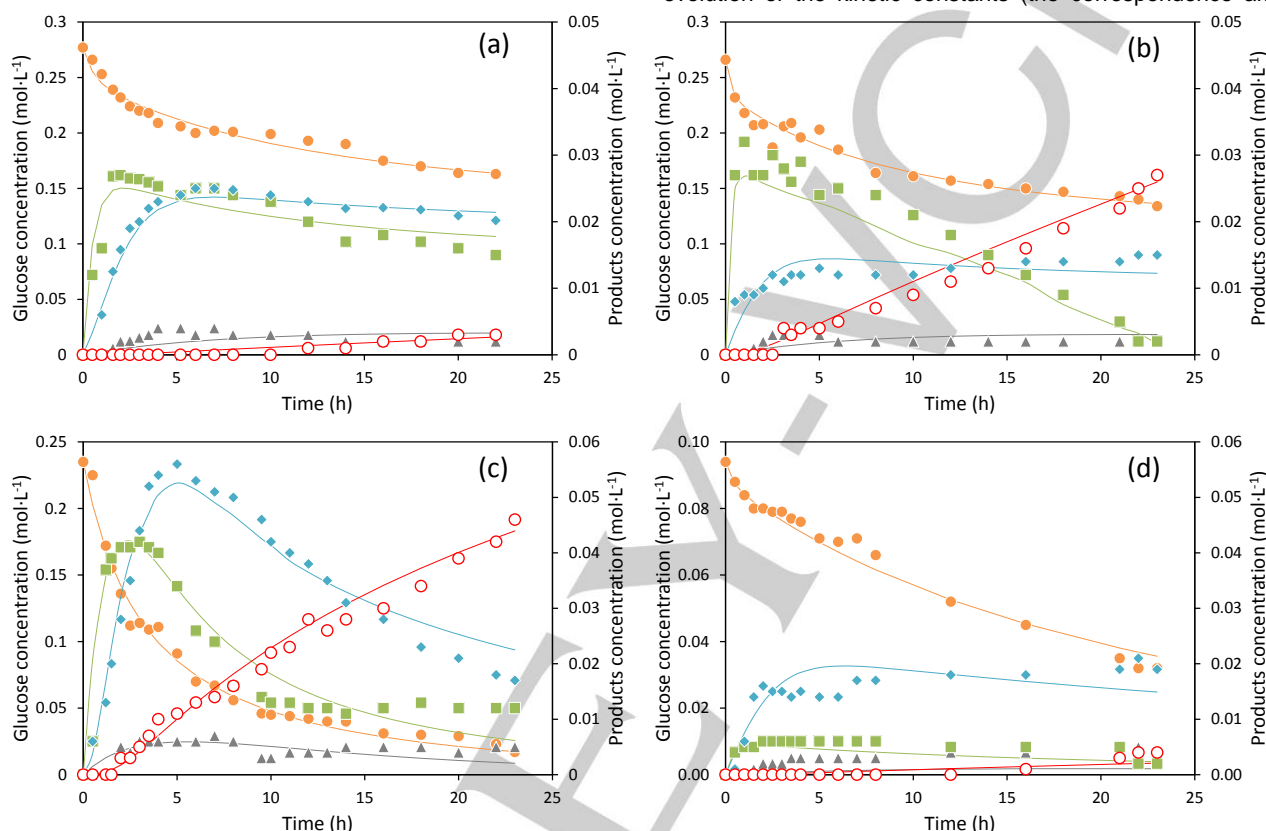 evolution of the kinetic constants (the correspondence and
0.3
0.25
0.2
0.15
0.1
0.05
0
Glucose concentration (mol·L-1)
(a)
0.05
0.04
0.03
0.02
0.01
0
Products concentration (mol·L-1)
0 5 10 15 20 25
Time (h)
0.3
0.25
0.2
0.15
0.1
0.05
0
Glucose concentration (mol·L-1)
(b)
0.05
0.04
0.03
0.02
0.01
0
Products concentration (mol·L-1)
0 5 10 15 20 25
Time (h)
0.25
0.2
0.15
0.1
0.05
0
Glucose concentration (mol·L-1)
(c)
0.06
0.05
0.04
0.03
0.02
0.01
0
Products concentration (mol·L-1)
0 5 10 15 20 25
Time (h)
0.10
0.08
0.06
0.04
0.02
0.00
Glucose concentration (mol·L-1)
(d)
0.06
0.05
0.04
0.03
0.02
0.01
0
Products concentration (mol·L-1)
0 5 10 15 20 25
Time (h)